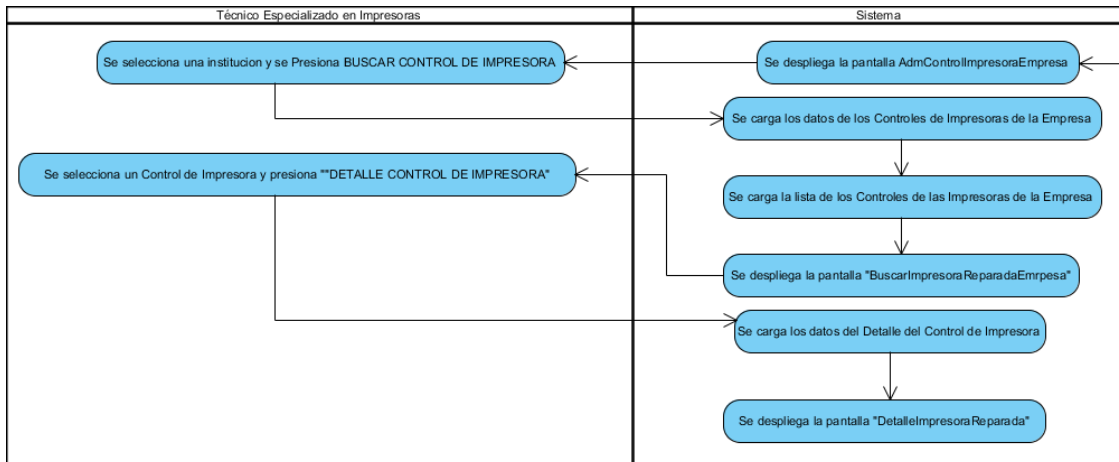 Técnico Especializado en Impresoras
Sistema
Se selecciona una institucion y se Presiona BUSCAR CONTROL DE IMPRESORA
Se despliega la pantalla AdmControlImpresoraEmpresa
Se carga los datos de los Controles de Impresoras de la Empresa
Se selecciona un Control de Impresora y presiona ""DETALLE CONTROL DE IMPRESORA"
Se carga la lista de los Controles de las Impresoras de la Empresa
Se despliega la pantalla "BuscarImpresoraReparadaEmrpesa"
Se carga los datos del Detalle del Control de Impresora
Se despliega la pantalla "DetalleImpresoraReparada"